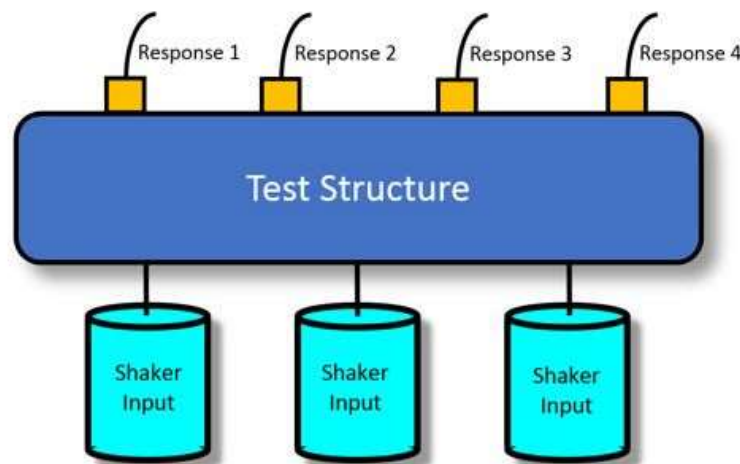 Response 1
Response 2
Response 3
Response 4
Test Structure
Shaker
Input
Shaker
Input
Shaker
Input